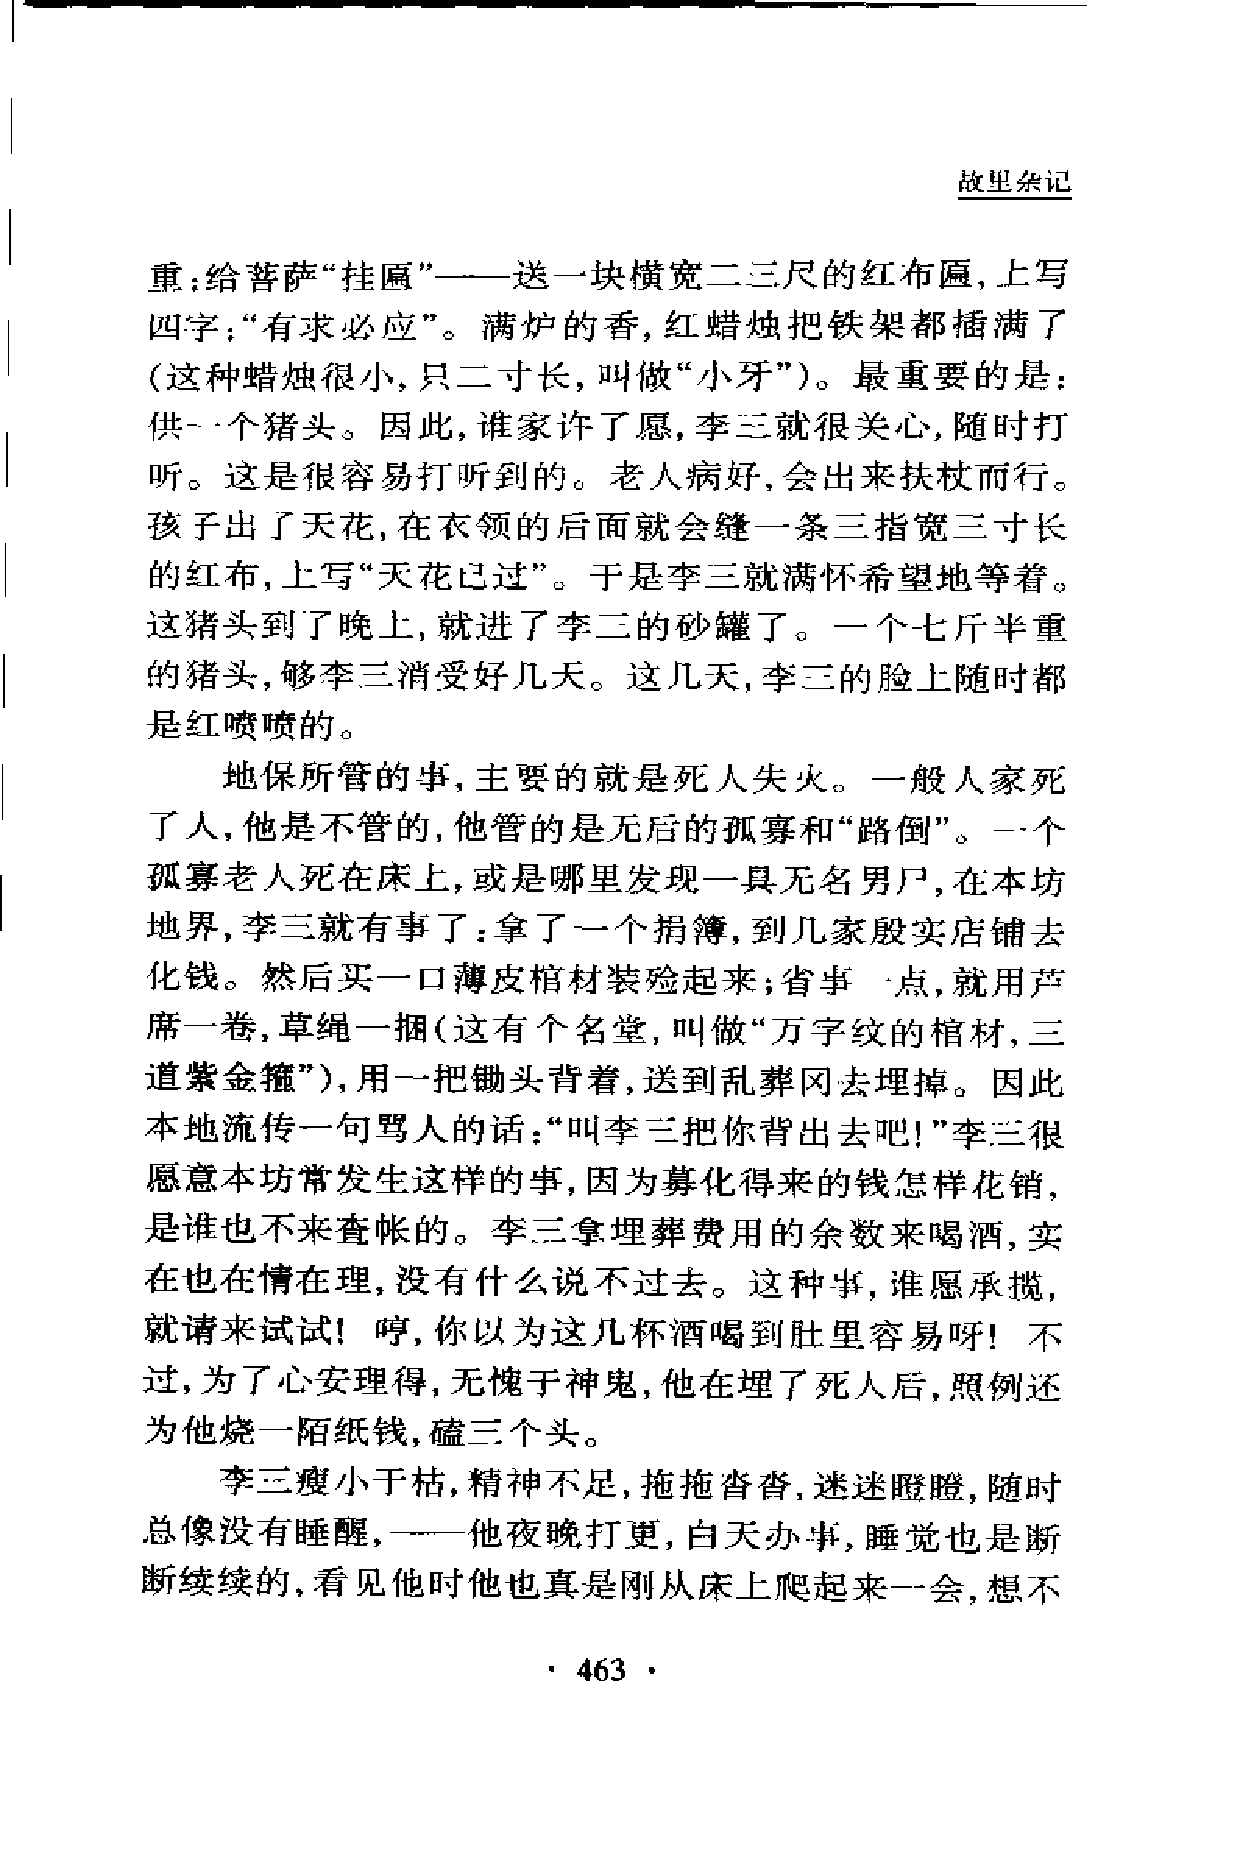 故里杂记
重;给菩萨“挂匾”——送一块横宽二三尺的红布匾,上写
四字:“有求必应”。满炉的香,红蜡烛把铁架都插满了
(这种蜡烛很小,只二寸长,叫做“小牙”)。最重要的是:
供一个猪头。因此,谁家许了愿,李三就很关心,随时打
听。这是很容易打听到的。老人病好,会出来扶杖而行。
孩子出了天花,在衣领的后面就会缝一条三指宽三寸长
的红布,上写“天花已过”。于是李三就满怀希望地等着。
这猪头到了晚上,就进了李三的砂罐了。一个七斤半重
的猪头,够李三消受好几天。这几天,李三的脸上随时都
是红喷喷的。
地保所管的事,主要的就是死人失火。一般人家死
了人,他是不管的,他管的是无后的孤寡和“路倒”。一个
孤寡老人死在床上,或是哪里发现一具无名男尸,在本坊
地界,李三就有事了:拿了一个捐簿,到几家殷实店铺去
化钱。然后买一口薄皮棺材装殓起来;省事一点,就用芦
席一卷,草绳一捆(这有个名堂,叫做“万字纹的棺材,三
道紫金箍”),用一把锄头背着,送到乱葬冈去埋掉。因此
本地流传一句骂人的话:“叫李三把你背出去吧!”李三很
愿意本坊常发生这样的事,因为募化得来的钱怎样花销,
是谁也不来查帐的。李三拿埋葬费用的余数来喝酒,实
在也在情在理,没有什么说不过去。这种事,谁愿承揽,
就请来试试!哼,你以为这几杯酒喝到肚里容易呀!不
过,为了心安理得,无愧于神鬼,他在埋了死人后,照例还
为他烧一陌纸钱,磕三个头。
李三瘦小干枯,精神不足,拖拖沓沓,迷迷瞪瞪,随时
总像没有睡醒,——他夜晚打更,白天办事,睡觉也是断
断续续的,看见他时他也真是刚从床上爬起来一会,想不
· 463 ·